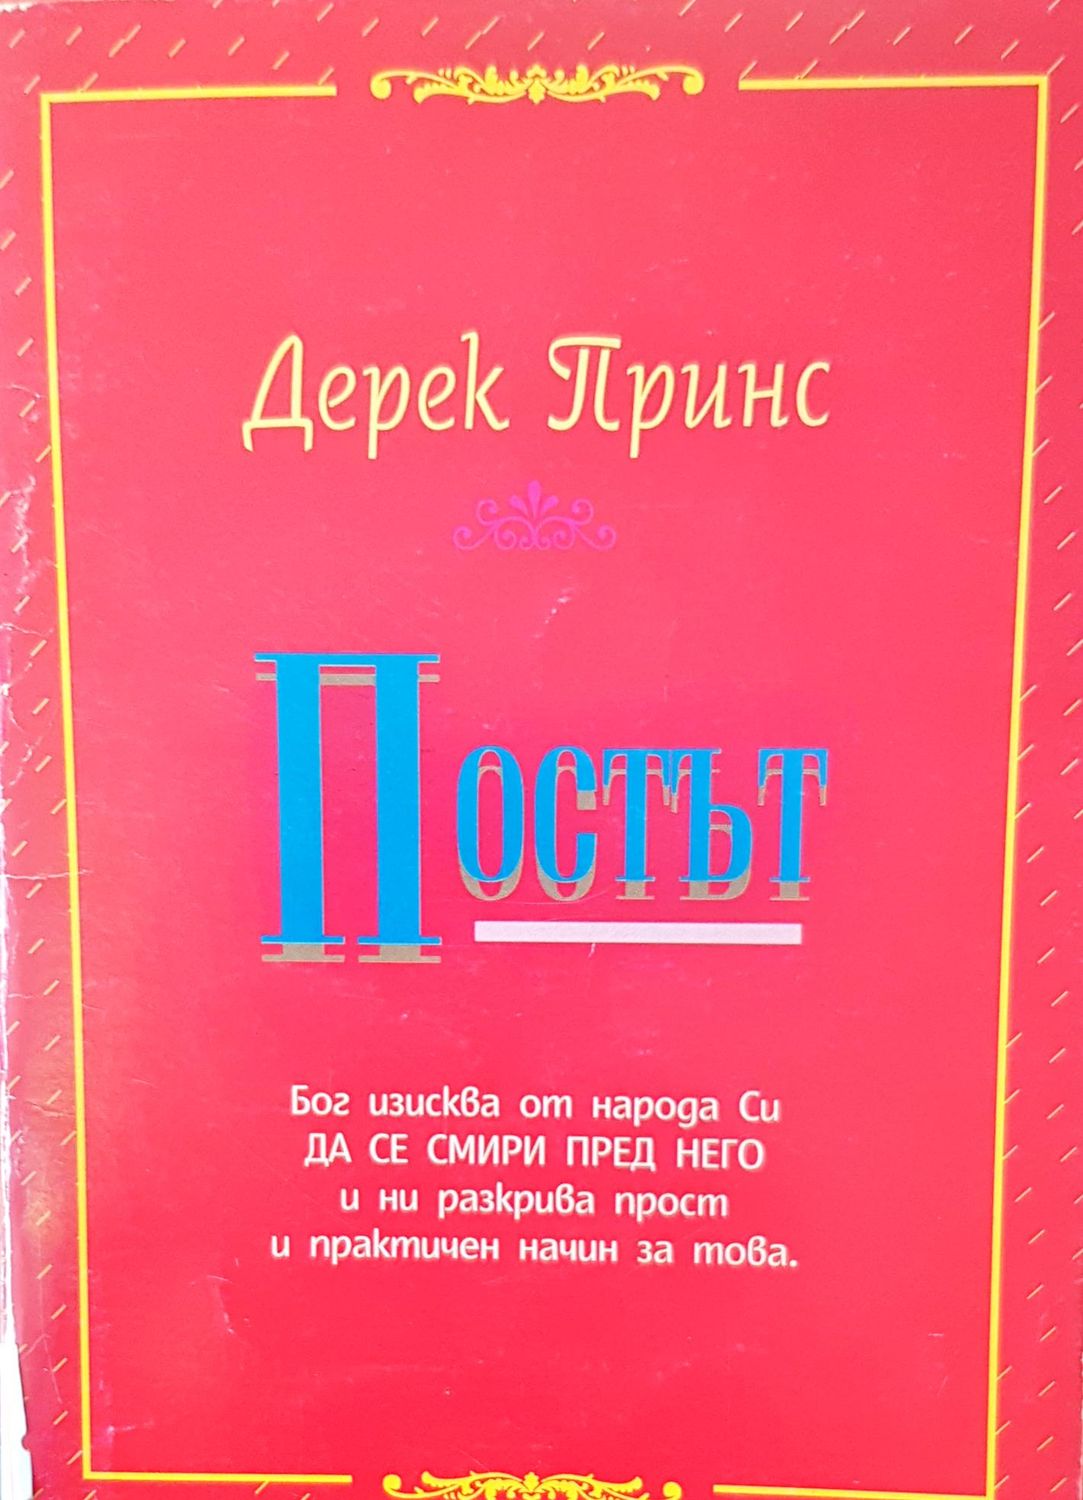 Дерек Принс
Постът
Бог изисква от народа Си
ДА СЕ СМИРИ ПРЕД НЕГО
и ни разкрива прост
и практичен начин за това.